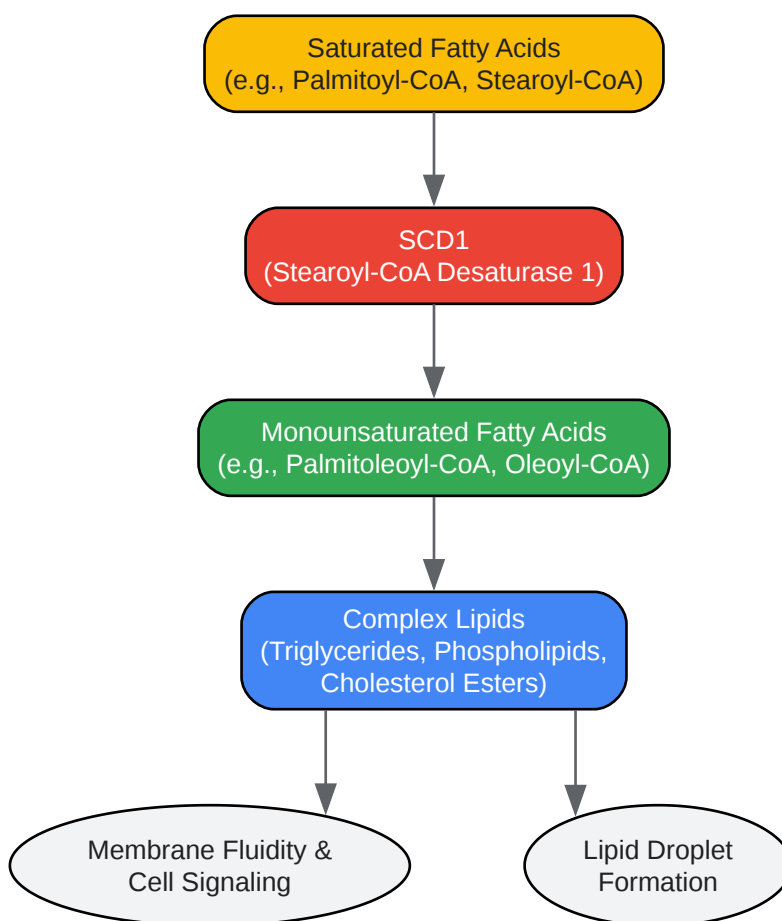 Saturated Fatty Acids
(e.g., Palmitoyl-CoA, Stearoyl-CoA)
SCD1
(Stearoyl-CoA Desaturase 1)
Monounsaturated Fatty Acids
(e.g., Palmitoleoyl-CoA, Oleoyl-CoA)
Complex Lipids
(Triglycerides, Phospholipids,
Cholesterol Esters)
Membrane Fluidity &
Cell Signaling
Lipid Droplet
Formation